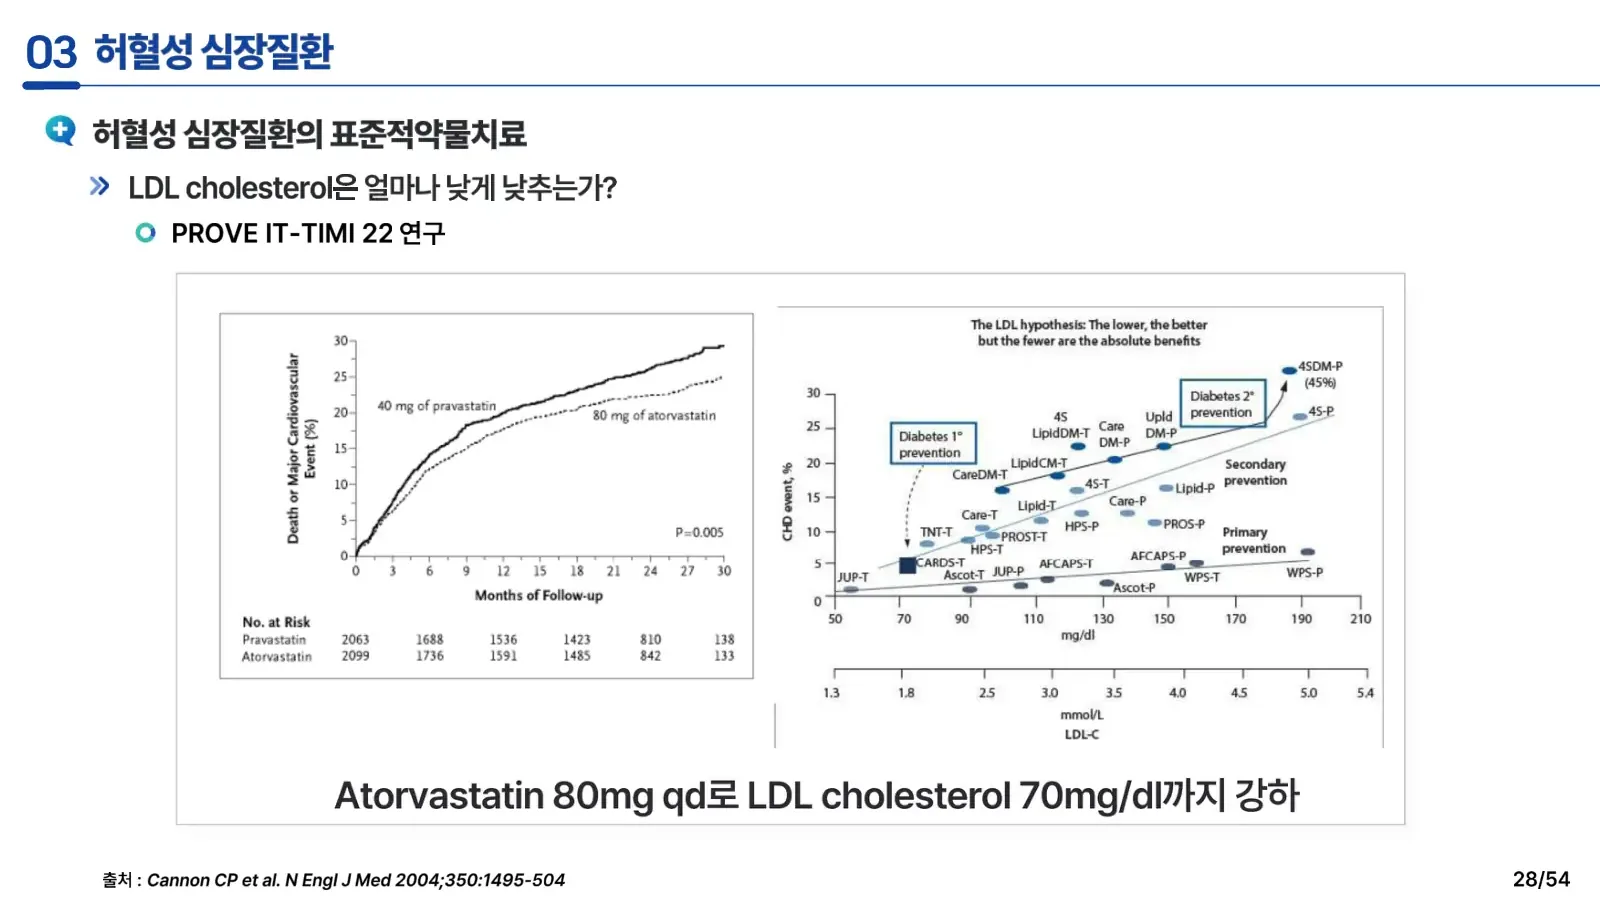 03 허혈성 심장질환
허혈성 심장질환의 표준적약물치료
LDL cholesterol은 얼마나 낮게 낮추는가?
PROVE IT-TIMI 22 연구
Death or Major Cardiovascular
Event (%)
30
25
20
15
10
5
0
40 mg of pravastatin
80 mg of atorvastatin
P=0.005
0 3 6 9 12 15 18 21 24 27 30
Months of Follow-up
No. at Risk
Pravastatin 2063 1688 1536 1423 810 138
Atorvastatin 2099 1736 1591 1485 842 133
The LDL hypothesis: The lower, the better
but the fewer are the absolute benefits
CHD event, %
30
25
20
15
10
5
0
Diabetes 1°
prevention
Diabetes 2°
prevention
4SDM-P
(45%)
4S-P
4S
LipidDM-T
Care
DM-P
Upld
DM-P
CareDM-T
LipidCM-T
4S-T
Secondary
prevention
Lipid-P
Care-T
Lipid-T
Care-P
HPS-P
PROS-P
TNT-T
HPS-T
PROST-T
Primary
prevention
CARDS-T
JUP-T
Ascot-T
JUP-P
AFCAPS-T
AFCAPS-P
Ascot-P
WPS-T
WPS-P
50 70 90 110 130 150 170 190 210
mg/dl
1.3 1.8 2.5 3.0 3.5 4.0 4.5 5.0 5.4
mmol/L
LDL-C
Atorvastatin 80mg qd로 LDL cholesterol 70mg/dl까지 강하
출처 : Cannon CP et al. N Engl J Med 2004;350:1495-504
28/54